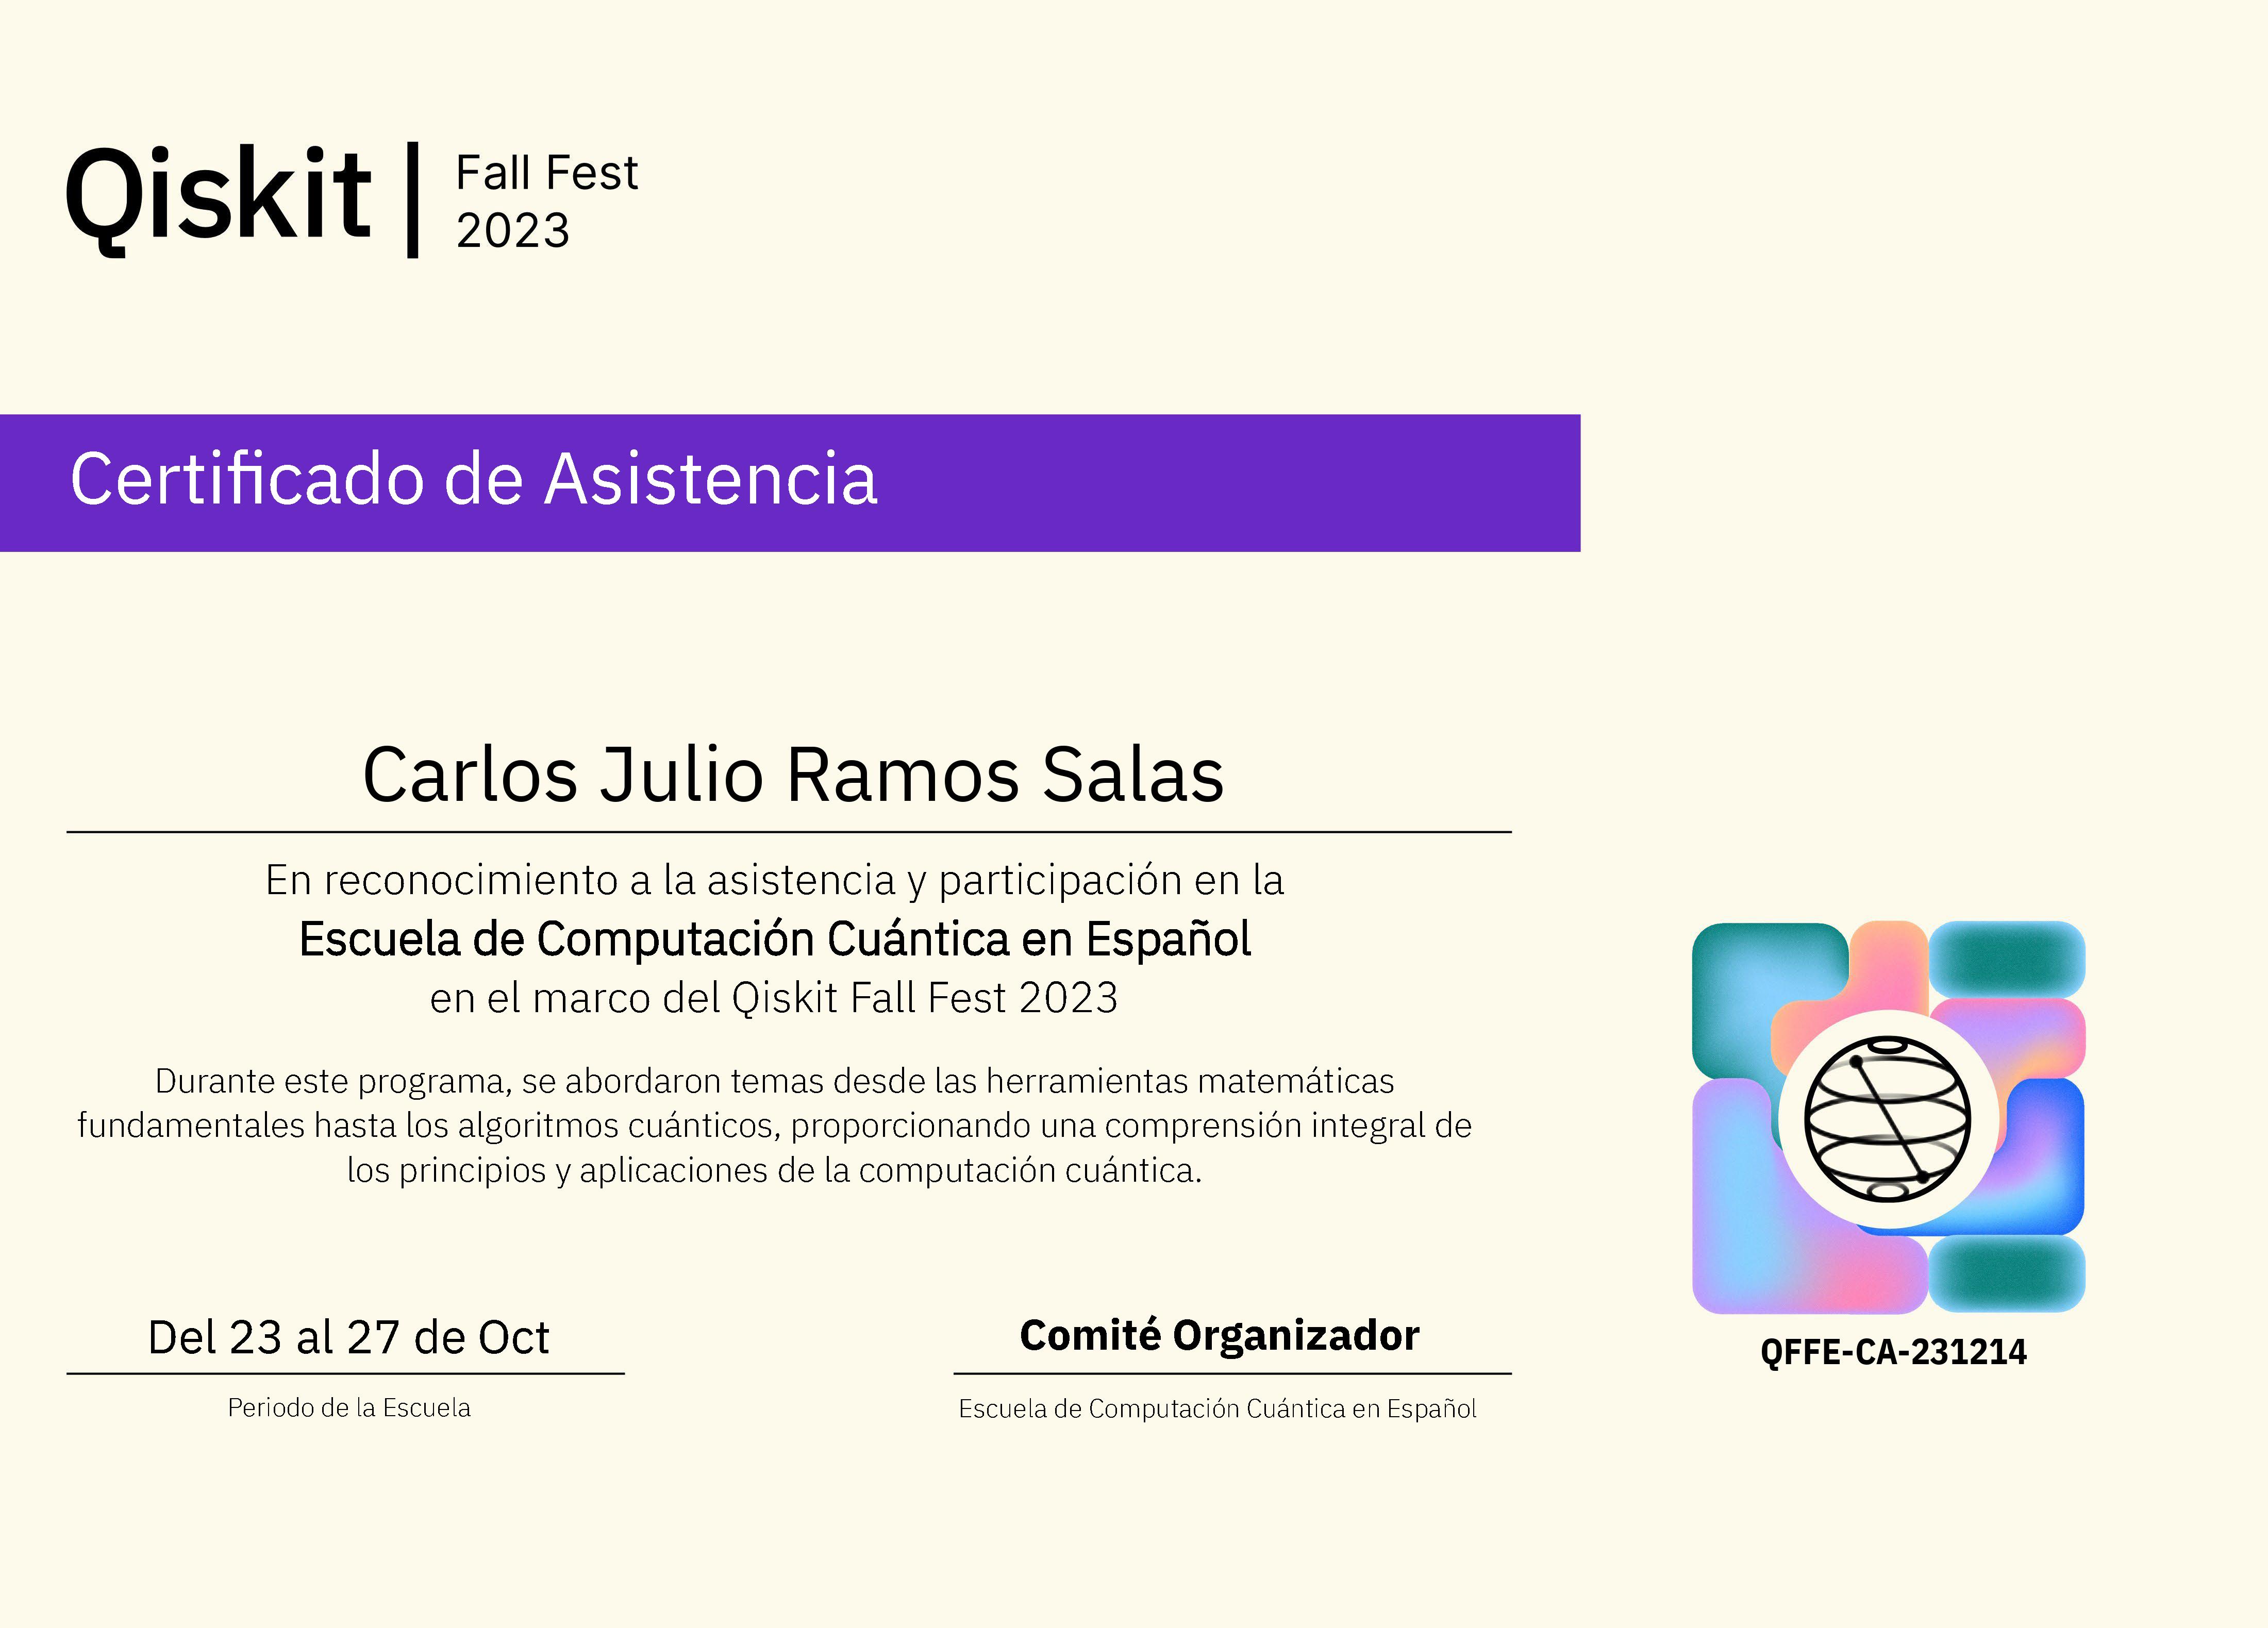 Qiskit
Fall Fest
2023
Certificado de Asistencia
Carlos Julio Ramos Salas
En reconocimiento a la asistencia y participación en la
Escuela de Computación Cuántica en Español
en el marco del Qiskit Fall Fest 2023
Durante este programa, se abordaron temas desde las herramientas matemáticas
fundamentales hasta los algoritmos cuánticos, proporcionando una comprensión integral de
los principios y aplicaciones de la computación cuántica.
Del 23 al 27 de Oct
Periodo de la Escuela
Comité Organizador
Escuela de Computación Cuántica en Español
QFFE-CA-231214